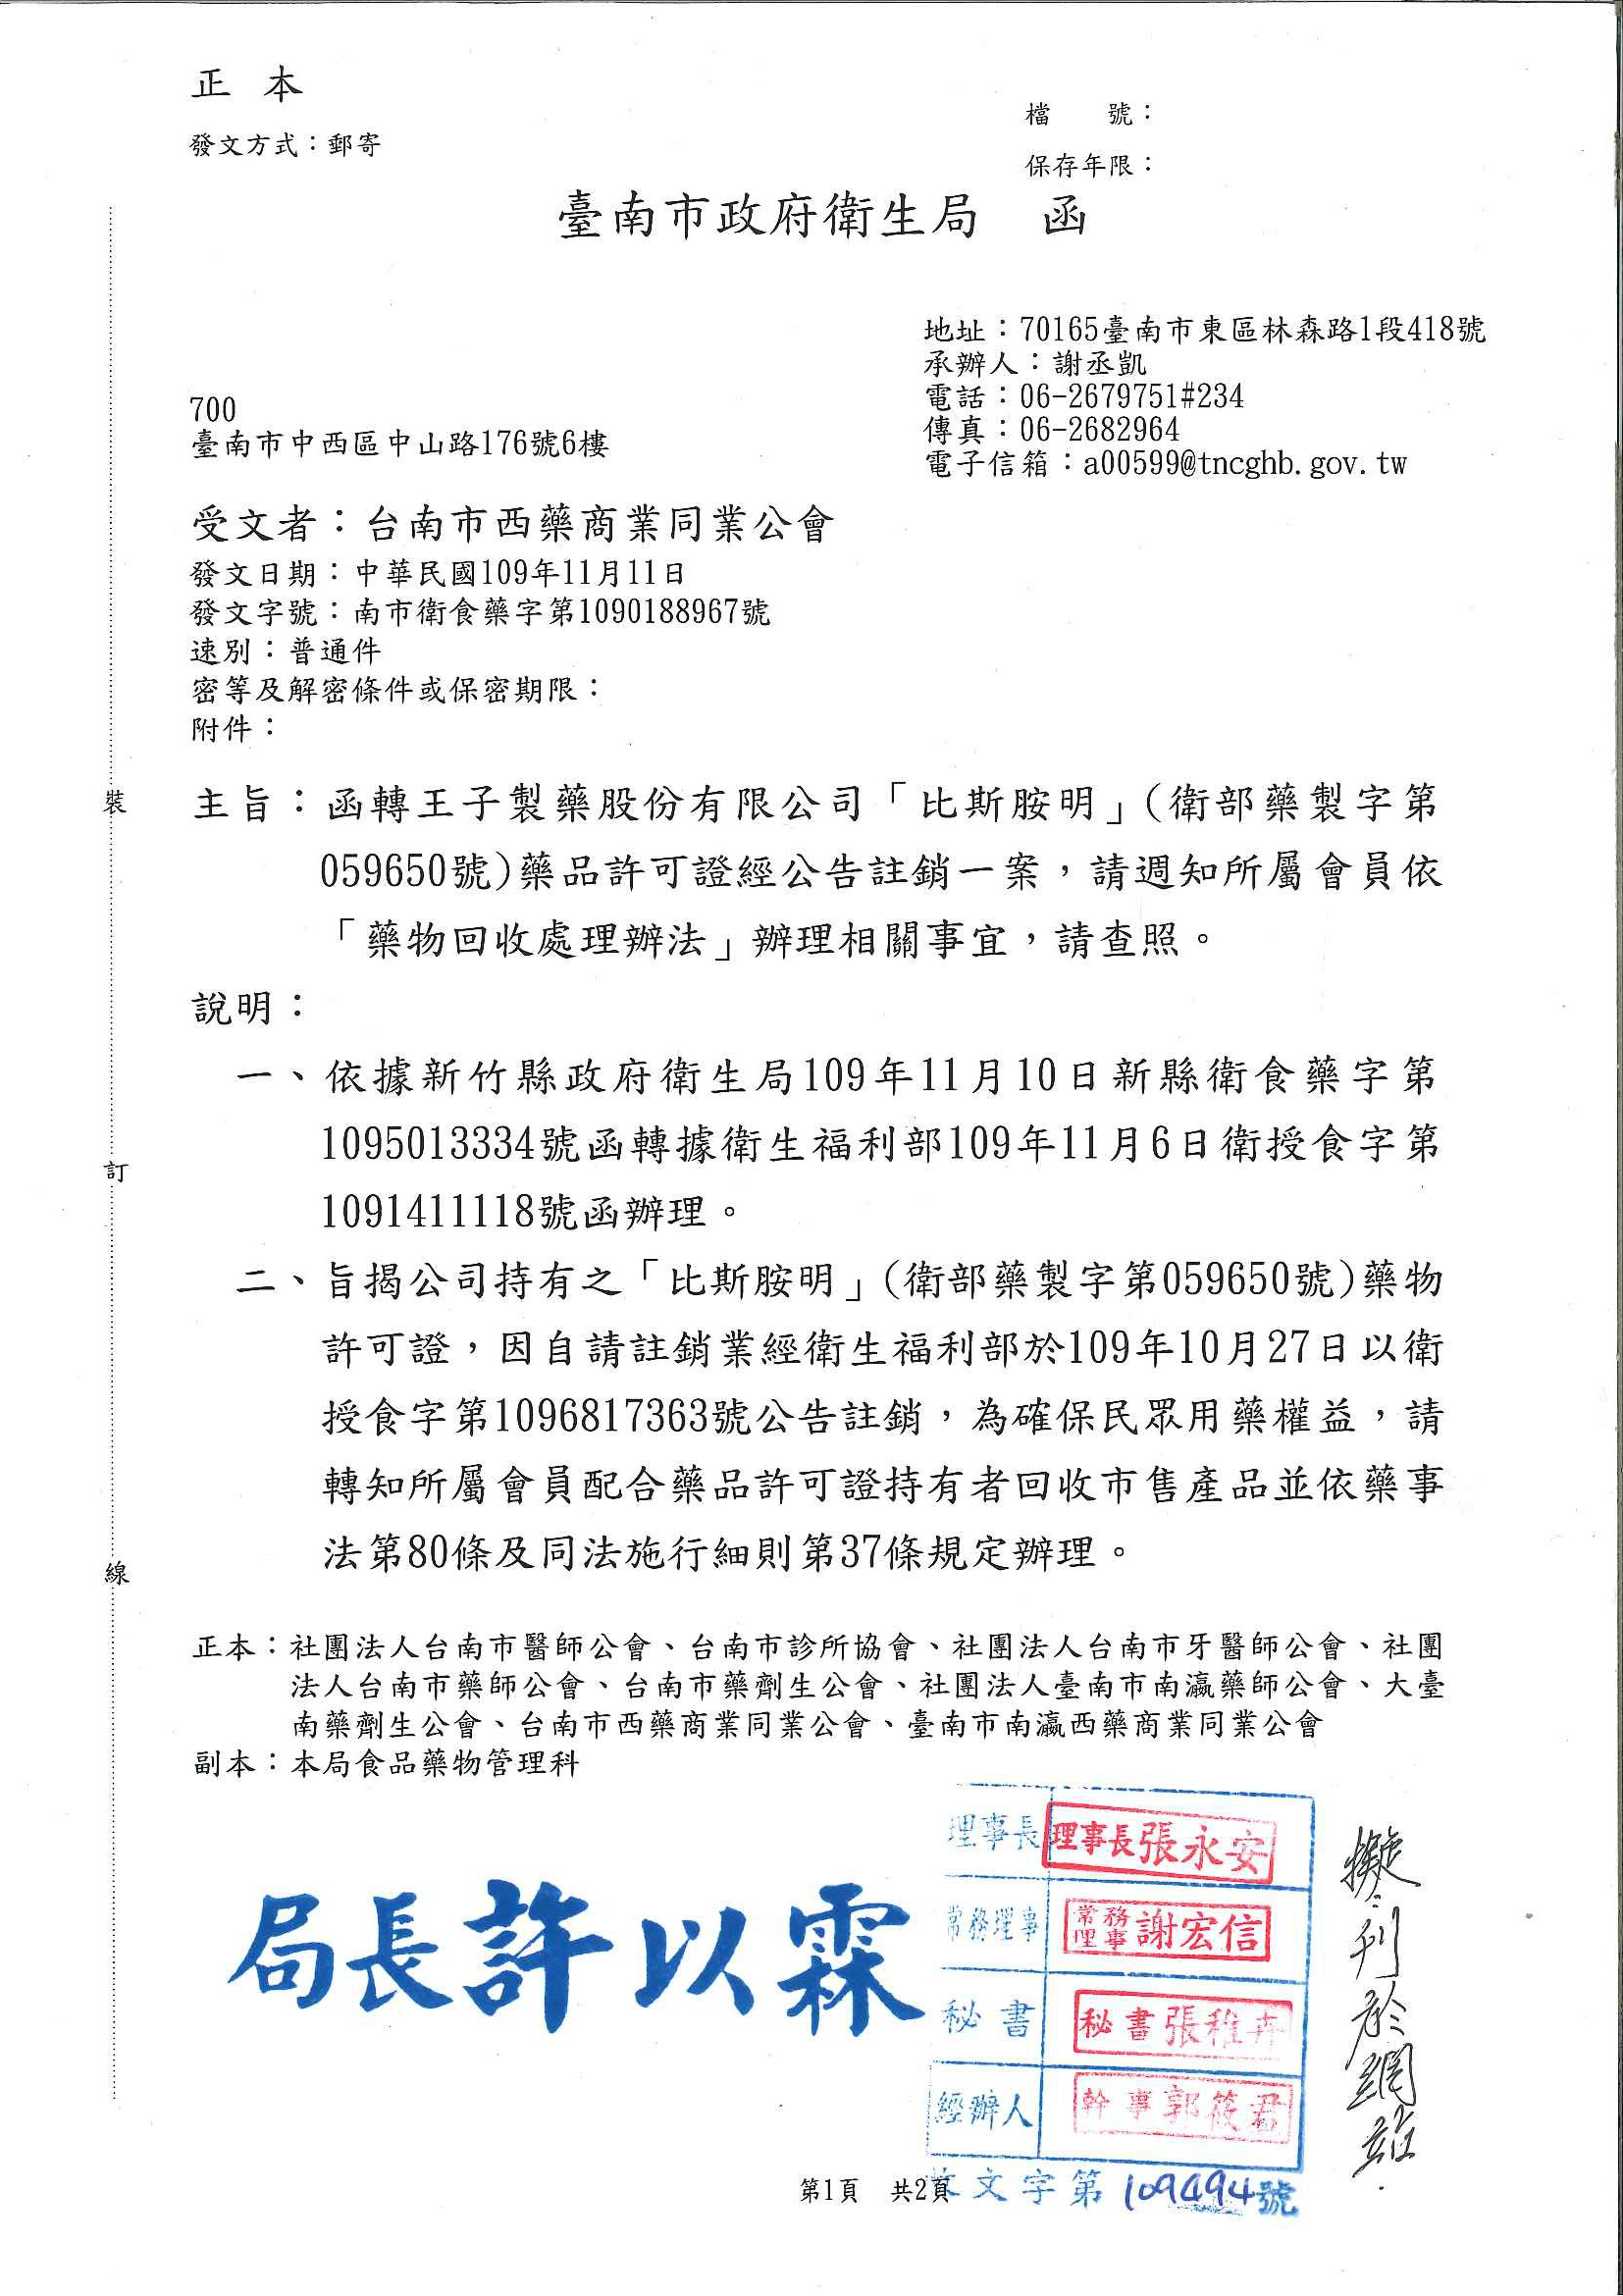 正 本
發文方式：郵寄
檔　　號：
保存年限：
臺南市政府衛生局　函
地址：70165臺南市東區林森路1段418號
承辦人：謝丞凱
電話：06-2679751#234
傳真：06-2682964
電子信箱：a00599@tncghb.gov.tw
700
臺南市中西區中山路176號6樓
受文者：台南市西藥商業同業公會
發文日期：中華民國109年11月11日
發文字號：南市衛食藥字第1090188967號
速別：普通件
密等及解密條件或保密期限：
附件：
主旨：函轉王子製藥股份有限公司「比斯胺明」(衛部藥製字第
059650號)藥品許可證經公告註銷一案，請週知所屬會員依
「藥物回收處理辦法」辦理相關事宜，請查照。
說明：
一、依據新竹縣政府衛生局109年11月10日新縣衛食藥字第
1095013334號函轉據衛生福利部109年11月6日衛授食字第
1091411118號函辦理。
二、旨揭公司持有之「比斯胺明」(衛部藥製字第059650號)藥物
許可證，因自請註銷業經衛生福利部於109年10月27日以衛
授食字第1096817363號公告註銷，為確保民眾用藥權益，請
轉知所屬會員配合藥品許可證持有者回收市售產品並依藥事
法第80條及同法施行細則第37條規定辦理。
正本：社團法人台南市醫師公會、台南市診所協會、社團法人台南市牙醫師公會、社團
法人台南市藥師公會、台南市藥劑生公會、社團法人臺南市南瀛藥師公會、大臺
南藥劑生公會、台南市西藥商業同業公會、臺南市南瀛西藥商業同業公會
副本：本局食品藥物管理科
裝
訂
線
局長許以霖
理事長 理事長張永安
常務理事 常務理事謝宏信
秘書 秘書張稚卉
經辦人 幹事郭筱君
擬刊於網站
第1頁　共2頁
文字第109494號